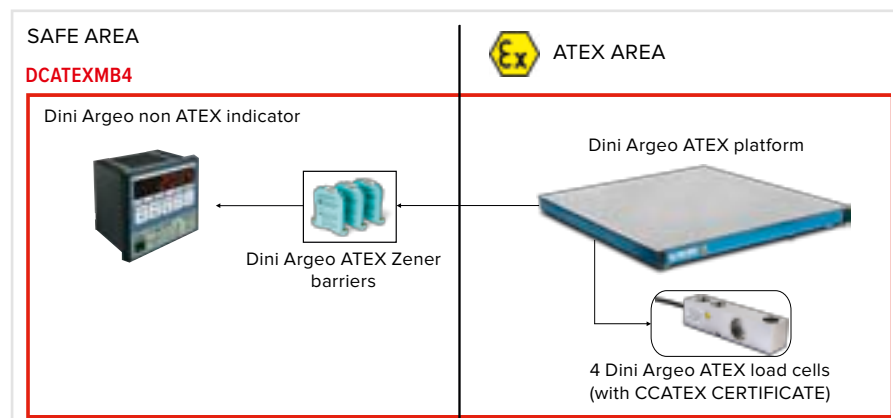 SAFE AREA
Ex
ATEX AREA
DCATEXMB4
Dini Argeo non ATEX indicator
Dini Argeo ATEX platform
Dini Argeo ATEX Zener
barriers
4 Dini Argeo ATEX load cells
(with CCATEX CERTIFICATE)